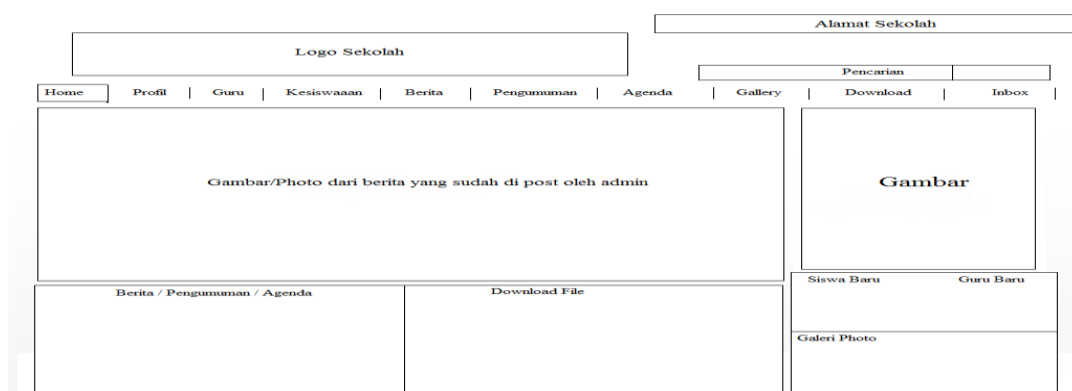 Alamat Sekolah
Logo Sekolah
Pencarian
Home | Profil | Guru | Kesiswaaan | Berita | Pengumuman | Agenda | Gallery | Download | Inbox |
Gambar/Photo dari berita yang sudah di post oleh admin
Gambar
Siswa Baru Guru Baru
Berita / Pengumuman / Agenda Download File
Galeri Photo